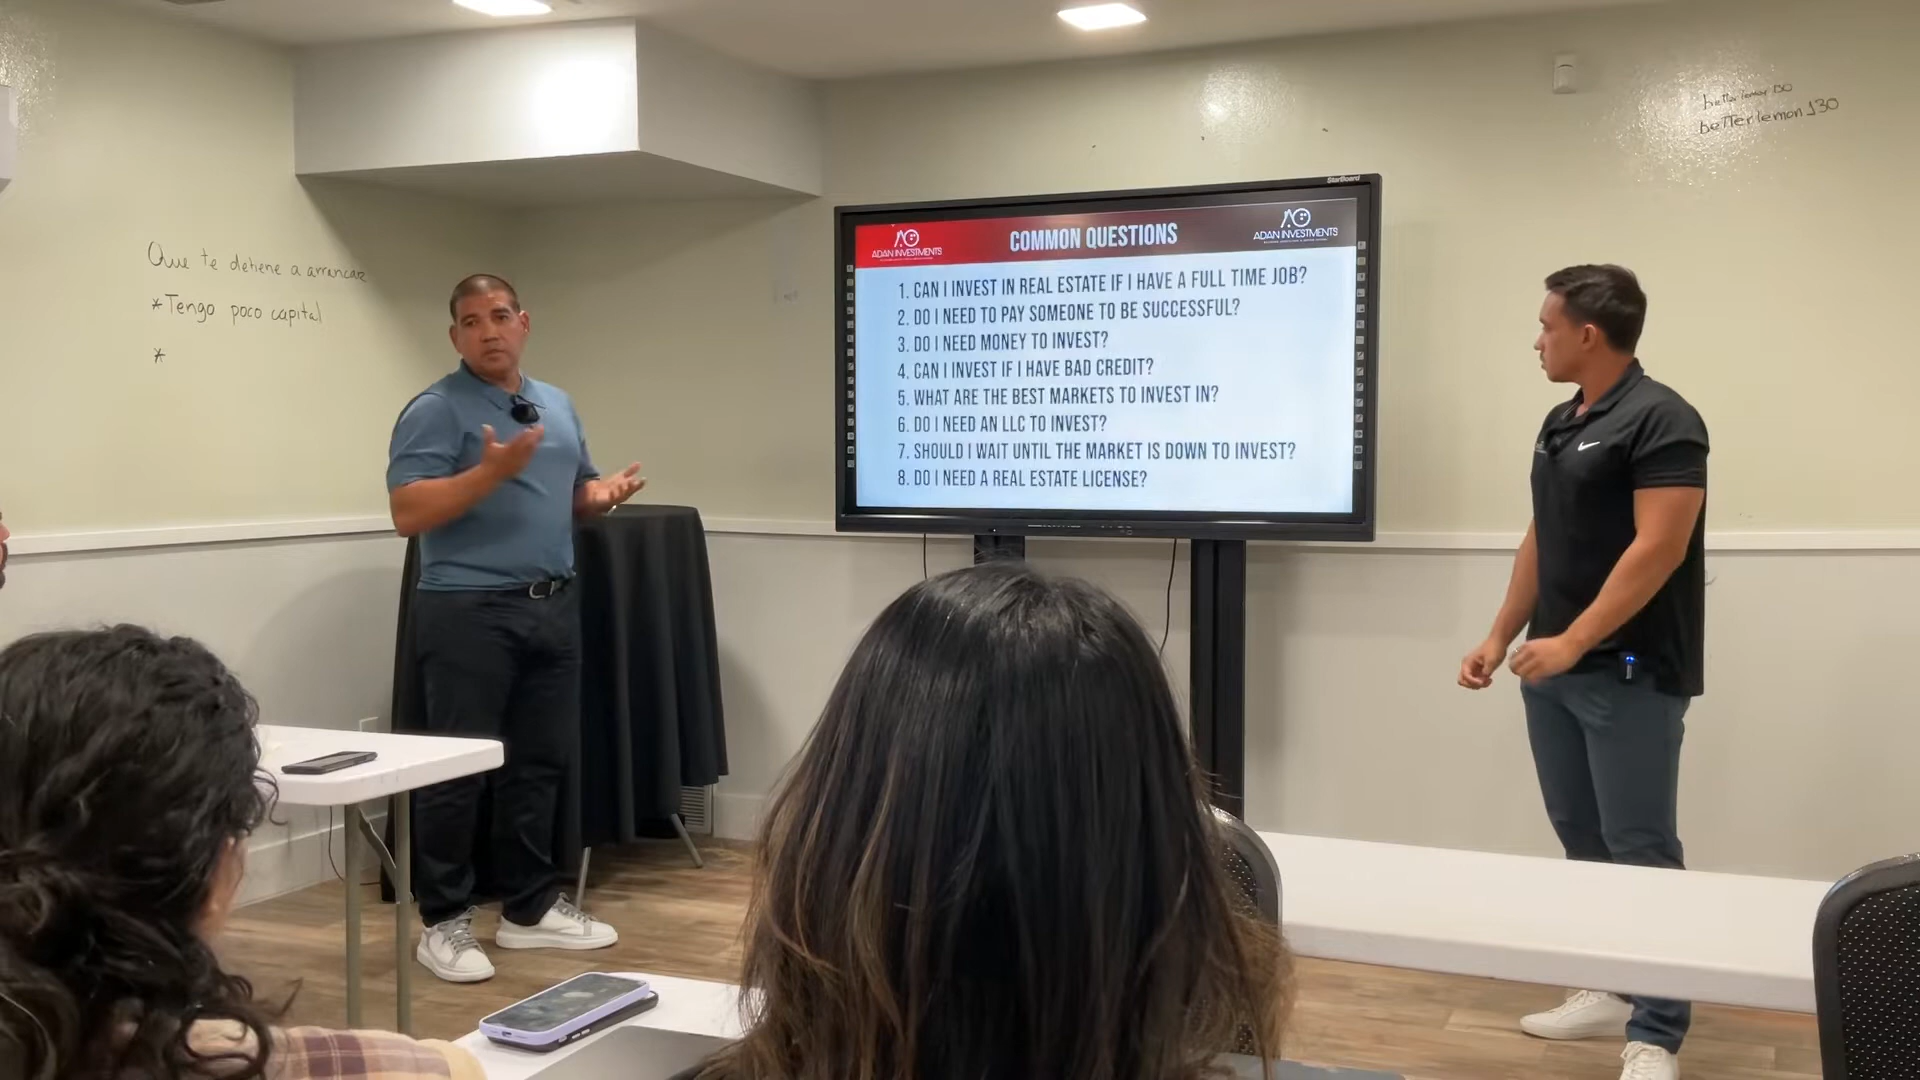 Que te detiene a arrancar
*Tengo poco capital
*
StarBoard
ADAN INVESTMENTS
COMMON QUESTIONS
ADAN INVESTMENTS
1. CAN I INVEST IN REAL ESTATE IF I HAVE A FULL TIME JOB?
2. DO I NEED TO PAY SOMEONE TO BE SUCCESSFUL?
3. DO I NEED MONEY TO INVEST?
4. CAN I INVEST IF I HAVE BAD CREDIT?
5. WHAT ARE THE BEST MARKETS TO INVEST IN?
6. DO I NEED AN LLC TO INVEST?
7. SHOULD I WAIT UNTIL THE MARKET IS DOWN TO INVEST?
8. DO I NEED A REAL ESTATE LICENSE?
betterlemon130